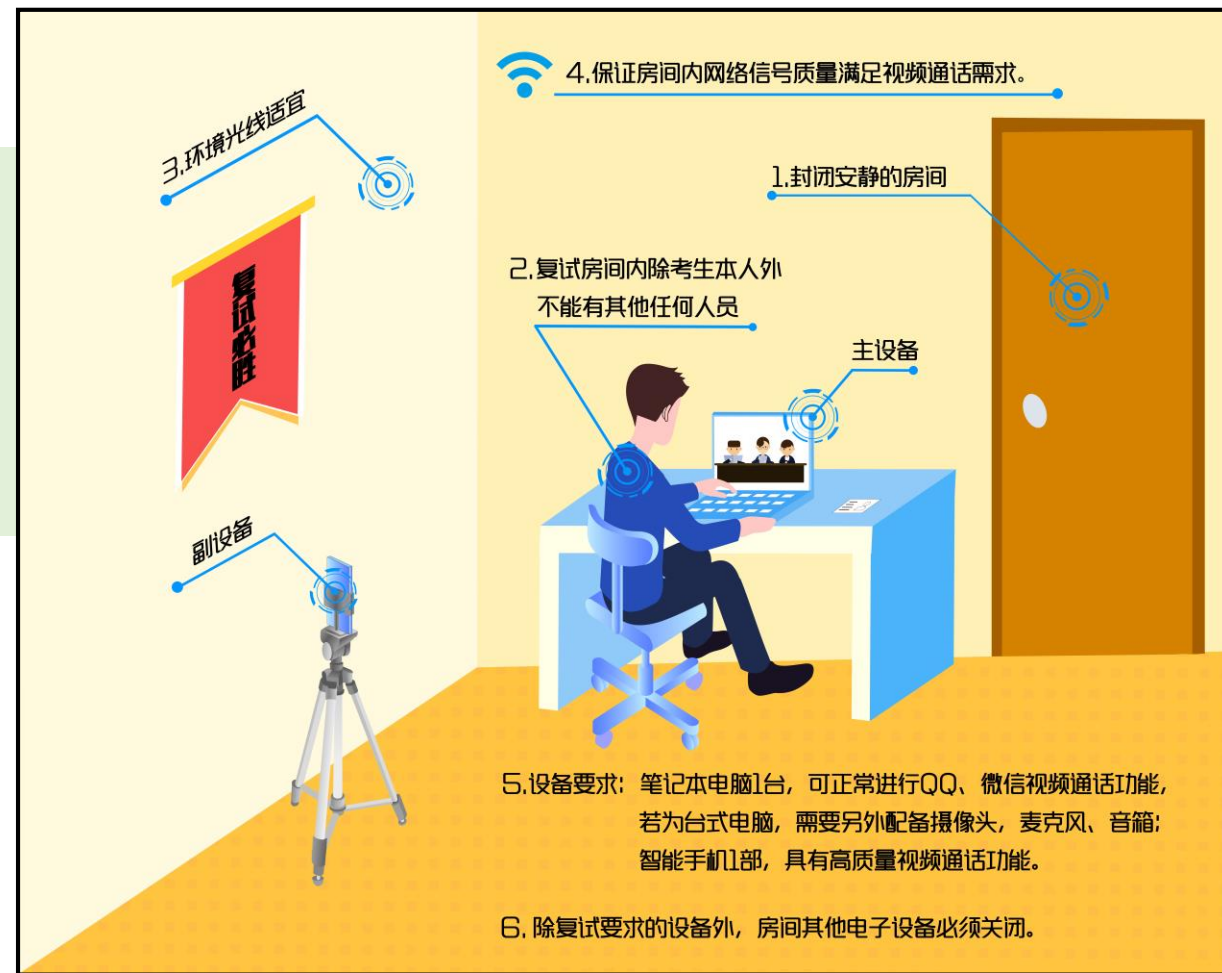 4.保证房间内网络信号质量满足视频通话需求。
3.环境光线适宜
1.封闭安静的房间
2.复试房间内除考生本人外
不能有其他任何人员
复试必胜
主设备
副设备
5.设备要求：笔记本电脑1台，可正常进行QQ、微信视频通话功能，
若为台式电脑，需要另外配备摄像头，麦克风、音箱；
智能手机1部，具有高质量视频通话功能。
6.除复试要求的设备外，房间其他电子设备必须关闭。